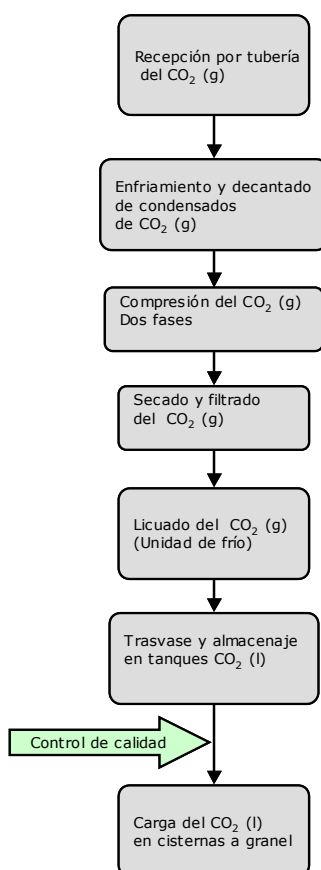 Recepción por tubería
del CO₂ (g)
Enfriamiento y decantado
de condensados
de CO₂ (g)
Compresión del CO₂ (g)
Dos fases
Secado y filtrado
del CO₂ (g)
Licuado del CO₂ (g)
(Unidad de frío)
Trasvase y almacenaje
en tanques CO₂ (l)
Control de calidad
Carga del CO₂ (l)
en cisternas a granel